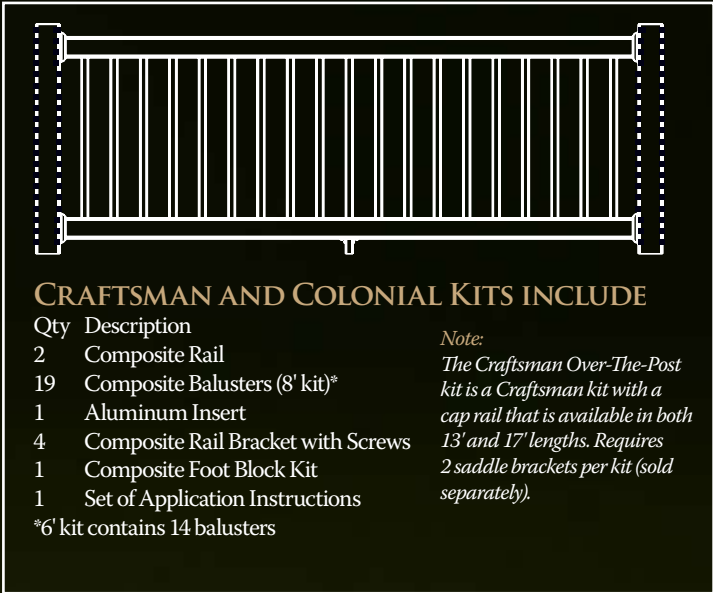 CRAFTSMAN AND COLONIAL KITS INCLUDE
Qty Description
2 Composite Rail
19 Composite Balusters (8' kit)*
1 Aluminum Insert
4 Composite Rail Bracket with Screws
1 Composite Foot Block Kit
1 Set of Application Instructions
*6' kit contains 14 balusters
Note:
The Craftsman Over-The-Post
kit is a Craftsman kit with a
cap rail that is available in both
13' and 17' lengths. Requires
2 saddle brackets per kit (sold
separately).